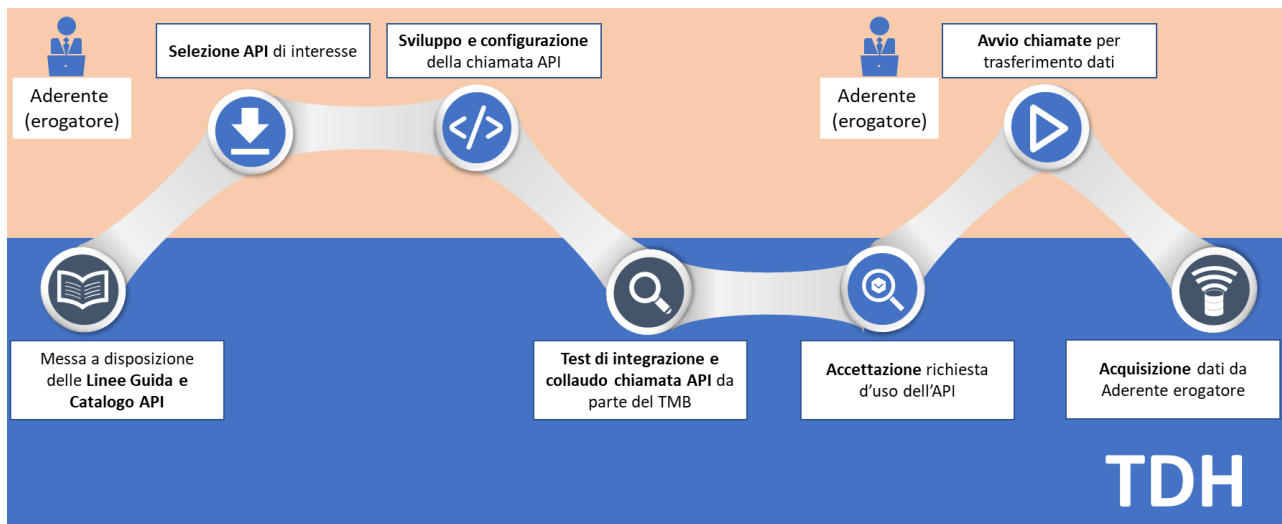 Aderente
(erogatore)
Selezione API di interesse
Sviluppo e configurazione
della chiamata API
Aderente
(erogatore)
Avvio chiamate per
trasferimento dati
</>
Messa a disposizione
delle Linee Guida e
Catalogo API
Test di integrazione e
collaudo chiamata API da
parte del TMB
Accettazione richiesta
d'uso dell'API
Acquisizione dati da
Aderente erogatore
TDH